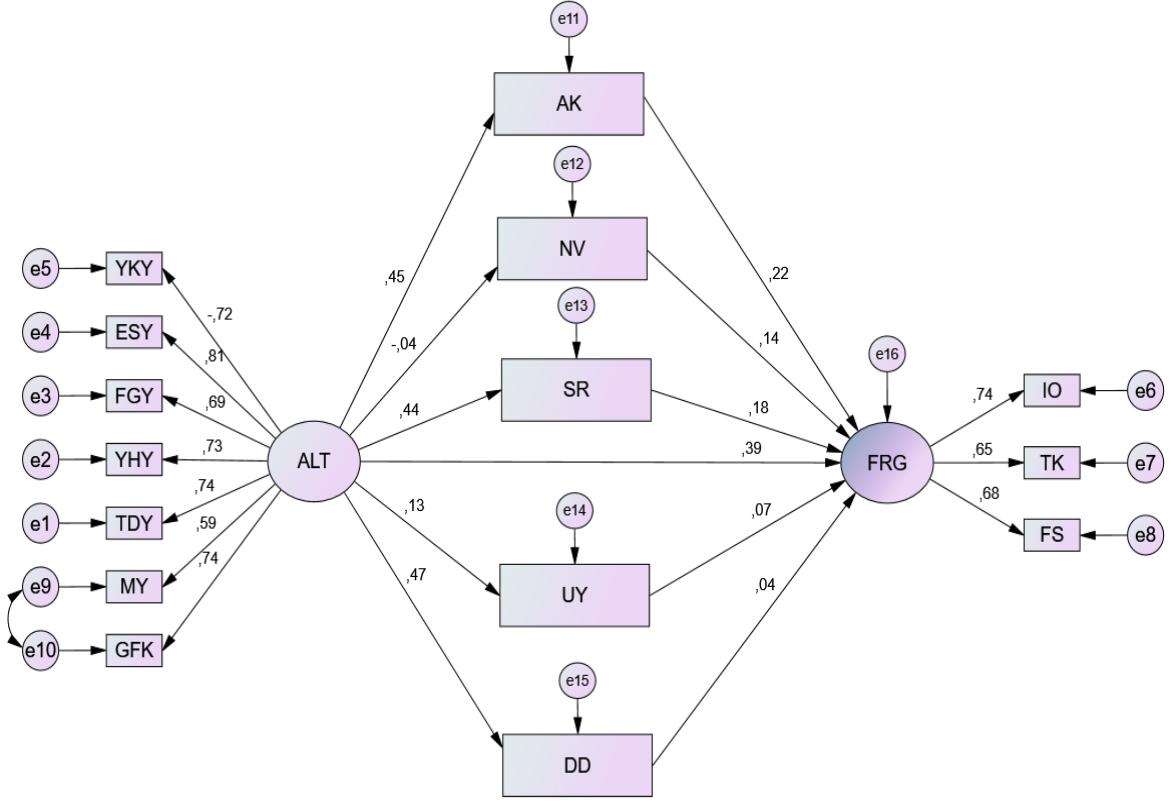 e11
AK
e12
NV
,45
,22
e5
YKY
-,72
e13
,14
e4
ESY
,81
-,04
SR
e16
e3
FGY
,69
,44
,18
,74
IO
e6
e2
YHY
,73
ALT
,39
FRG
,65
TK
e7
e1
TDY
,74
,13
e14
,07
,68
FS
e8
,59
,74
e9
MY
,47
UY
,04
e10
GFK
e15
DD